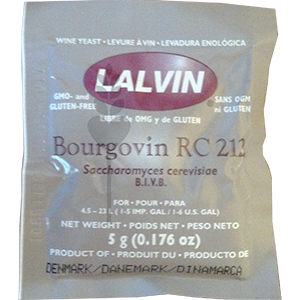 WINE YEAST • LEVURE À VIN • LEVADURA ENOLÓGICA
LALVIN
GMO- and
GLUTEN-FREE
SANS OGM
ni GLUTEN
LIBRE de OMG y de GLUTEN
Bourgovin RC 212
Saccharomyces cerevisiae
B.I.V.B.
FOR • POUR • PARA
4.5 – 23 L (1-5 IMP. GAL / 1-6 U.S. GAL)
NET WEIGHT • POIDS NET • PESO NETO
5 g (0.176 oz)
PRODUCT OF • PRODUIT DU • PRODUCTO DE
DENMARK/DANEMARK/DINAMARCA